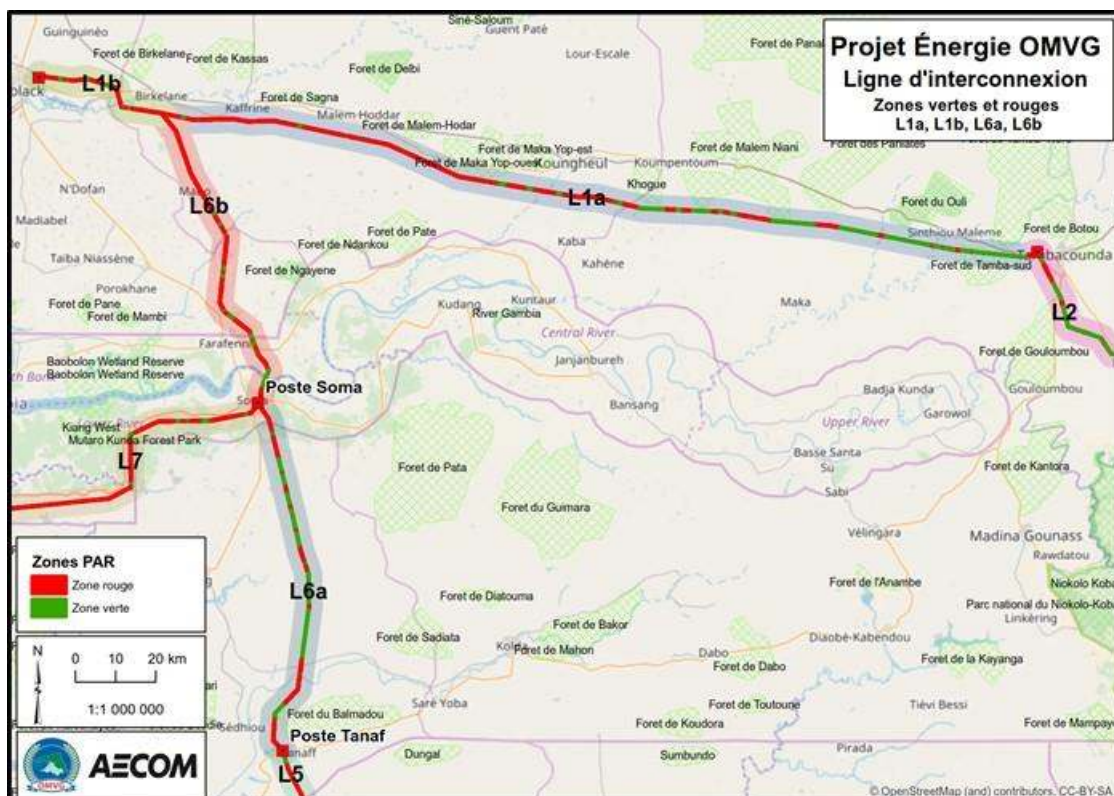 Projet Énergie OMVG
Ligne d'interconnexion
Zones vertes et rouges
L1a, L1b, L6a, L6b
Siné-Saloum
Guinguinéo
Guent Paté
Foret de Birkelane
Foret de Kassas
Lour-Escale
Foret de Delbi
olack
L1b
Birkelane
Kaffrine
Foret de Sagna
Malem-Hoddar
Foret de Malem-Hodar
Foret de Maka Yop-est
Foret de Malem Niani
Foret de Maka Yop-ouest
Koungheul
Koumpentoum
Khogue
N'Dofan
Madiabel
L6b
L1a
Foret du Ouli
Sinthiou Maleme
Foret de Botou
Tambacounda
Foret de Tamba-sud
Foret de Pate
Foret de Ndankou
Kaba
Taiba Niassène
Foret de Ngayene
Kahène
Porokhane
Foret de Pane
Foret de Mambi
Kudang
Kuntaur
River Gambia
Maka
L2
Central River
Farafenni
Janjanbureh
Foret de Gouloumbou
Baobolon Wetland Reserve
Baobolon Wetland Reserve
Poste Soma
Badja Kunda
Gouloumbou
Bansang
Garowol
Kiang West
Mutaro Kunda Forest Park
Upper River
L7
Basse Santa
Su
Foret de Pata
Foret de Kantora
Sabi
Foret du Guimara
Vélingara
Madina Gounass
Rawdatou
Zones PAR
Zone rouge
Zone verte
L6a
Foret de l'Anambe
Niokolo Koba
Foret de Diatouma
Parc national du Niokolo-Kob
Linkèring
Foret de Bakor
Foret de Sadiata
Kolda
Foret de Mahon
Diaobé-Kabendou
Dabo
Foret de Dabo
Foret de la Kayanga
N
S
0 10 20 km
1:1 000 000
Saré Yoba
Foret de Toutoune
Tiévi Bessi
Foret du Balmadou
Sédhiou
Foret de Koudora
Foret de Mampaye
Poste Tanaf
Tanaff
Dungal
Sumbundo
Pirada
L5
OMVG
AECOM
© OpenStreetMap (and) contributors, CC-BY-SA